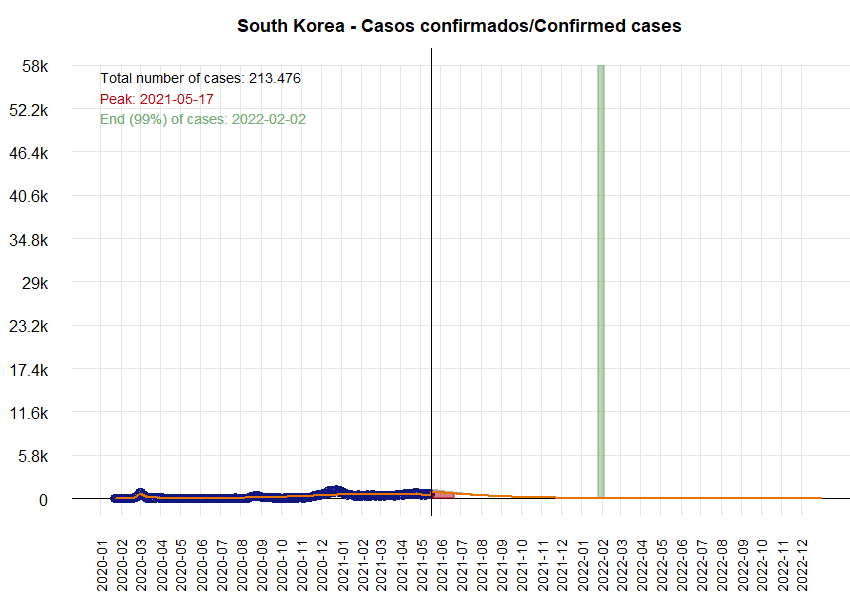 South Korea - Casos confirmados/Confirmed cases
58k
Total number of cases: 213.476
Peak: 2021-05-17
End (99%) of cases: 2022-02-02
52.2k
46.4k
40.6k
34.8k
29k
23.2k
17.4k
11.6k
5.8k
0
2020-01
2020-02
2020-03
2020-04
2020-05
2020-06
2020-07
2020-08
2020-09
2020-10
2020-11
2020-12
2021-01
2021-02
2021-03
2021-04
2021-05
2021-06
2021-07
2021-08
2021-09
2021-10
2021-11
2021-12
2022-01
2022-02
2022-03
2022-04
2022-05
2022-06
2022-07
2022-08
2022-09
2022-10
2022-11
2022-12